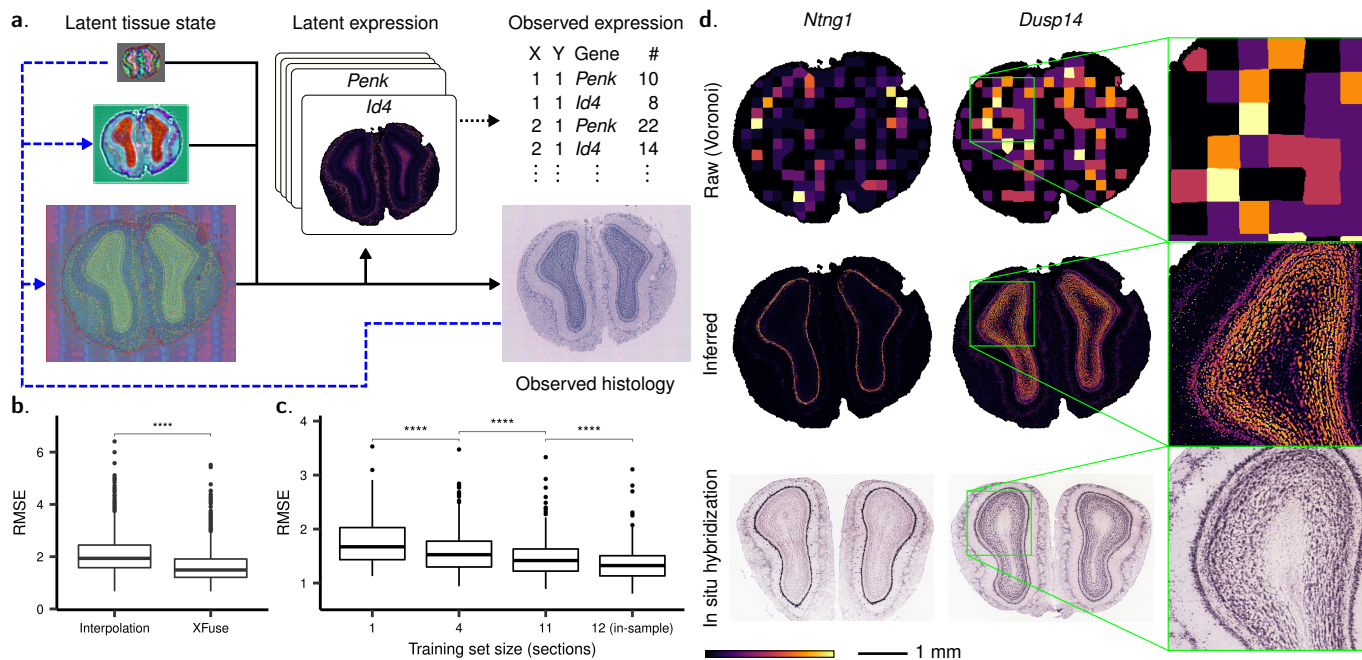 a.
Latent tissue state
Latent expression
Observed expression
Penk
Id4
X Y Gene #
1 1 Penk 10
1 1 Id4 8
2 1 Penk 22
2 1 Id4 14
⋮ ⋮ ⋮ ⋮
Observed histology
b.
****
RMSE
6
4
2
0
Interpolation
XFuse
c.
**** **** ****
RMSE
4
3
2
1
1 4 11 12 (in-sample)
Training set size (sections)
d.
Ntng1
Dusp14
Raw (Voronoi)
Inferred
In situ hybridization
1 mm